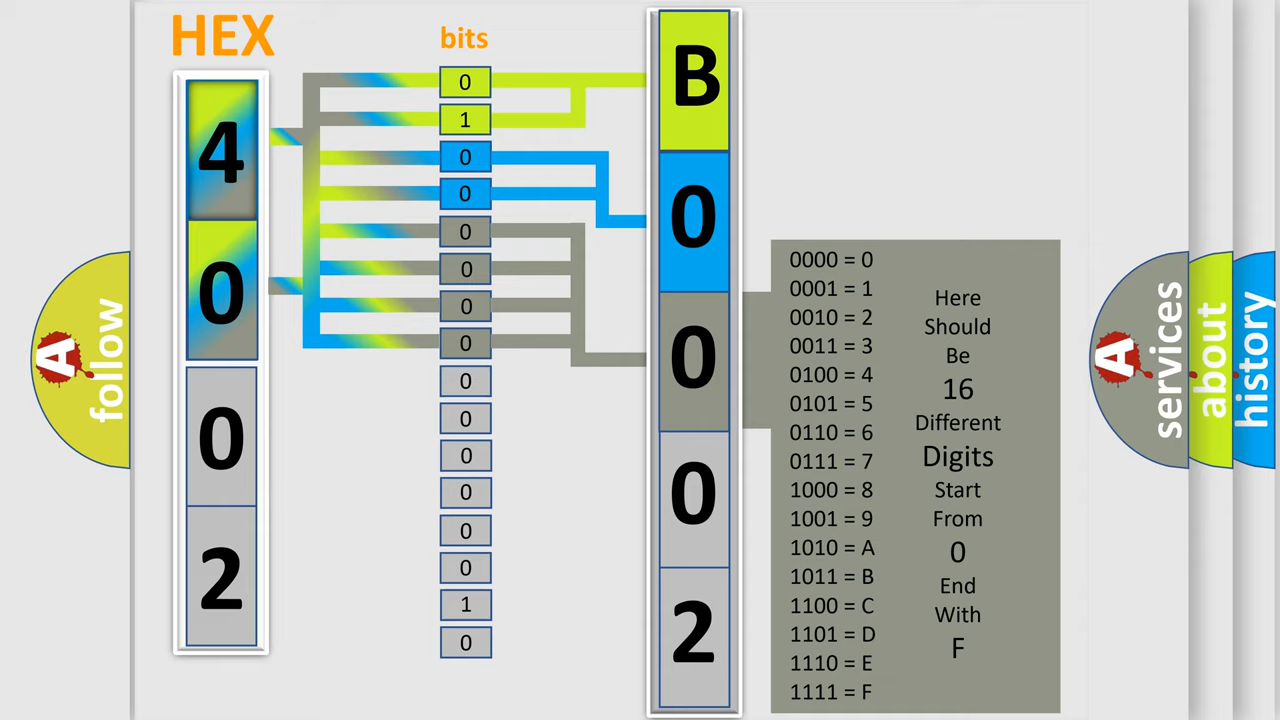 HEX
bits
4
0
0
2
0
1
0
0
0
0
0
0
0
0
0
0
0
0
1
0
B
0
0
0
2
0000 = 0
0001 = 1
0010 = 2
0011 = 3
0100 = 4
0101 = 5
0110 = 6
0111 = 7
1000 = 8
1001 = 9
1010 = A
1011 = B
1100 = C
1101 = D
1110 = E
1111 = F
Here
Should
Be
16
Different
Digits
Start
From
0
End
With
F
A
follow
A
services
about
history